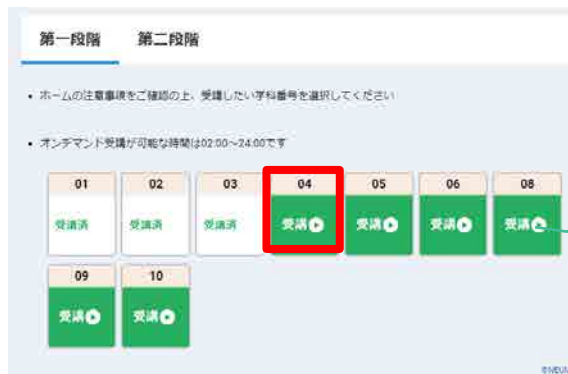 第一段階 第二段階
• ホームの注意事項をご確認の上、受講したい学科番号を選択してください
• オンデマンド受講が可能な時間は02:00~24:00です
01 02 03 04 05 06 08
受講済 受講済 受講済 受講 受講 受講 受講
09 10
受講 受講